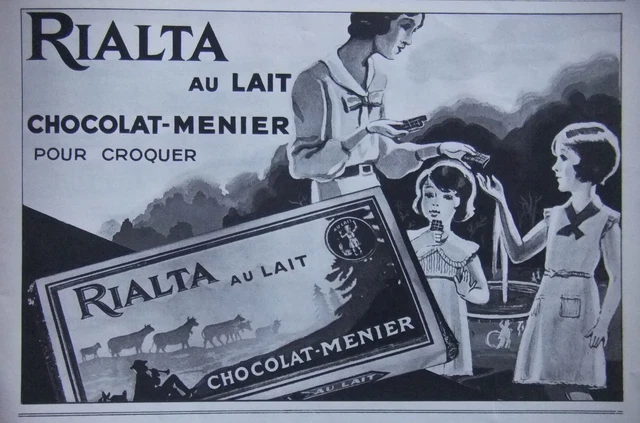 RIALTA
AU LAIT
CHOCOLAT-MENIER
POUR CROQUER
RIALTA AU LAIT
CHOCOLAT-MENIER
AU LAIT